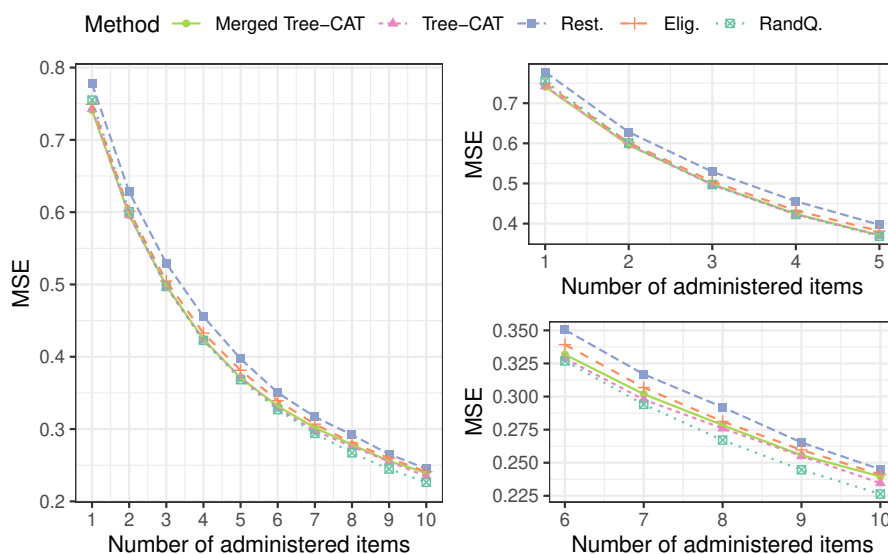 Method Merged Tree−CAT Tree−CAT Rest. Elig. RandQ.
MSE
0.8
0.7
0.6
0.5
0.4
0.3
0.2
1 2 3 4 5 6 7 8 9 10
Number of administered items
MSE
0.7
0.6
0.5
0.4
1 2 3 4 5
Number of administered items
MSE
0.350
0.325
0.300
0.275
0.250
0.225
6 7 8 9 10
Number of administered items